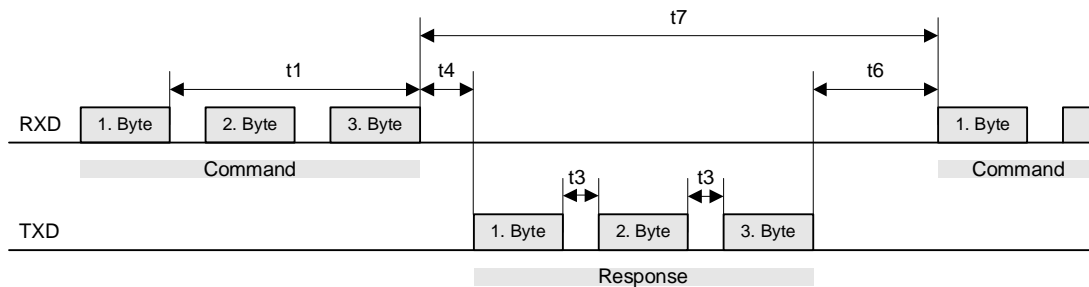 t7
t1
t4
t6
RXD
1. Byte
2. Byte
3. Byte
1. Byte
Command
Command
t3
t3
TXD
1. Byte
2. Byte
3. Byte
Response